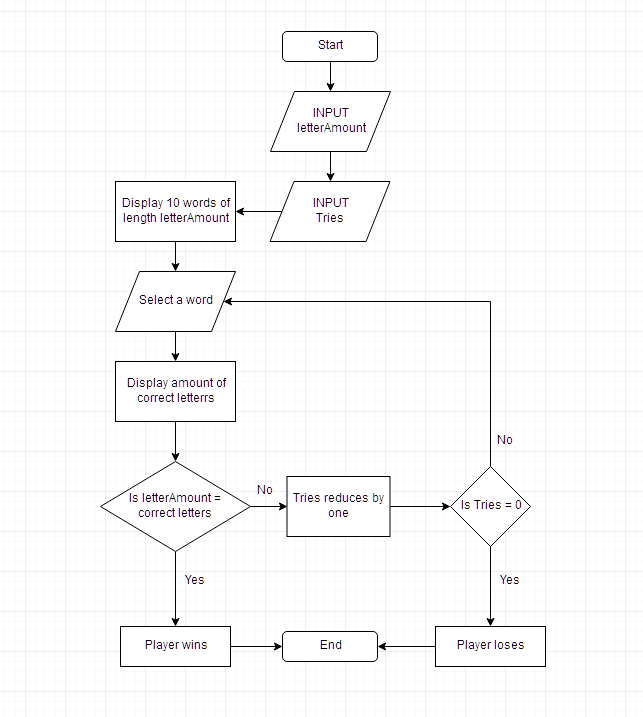 Start
INPUT
letterAmount
INPUT
Tries
Display 10 words of
length letterAmount
Select a word
Display amount of
correct letterrs
Is letterAmount =
correct letters
No
Tries reduces by
one
Is Tries = 0
No
Yes
Yes
Player wins
End
Player loses